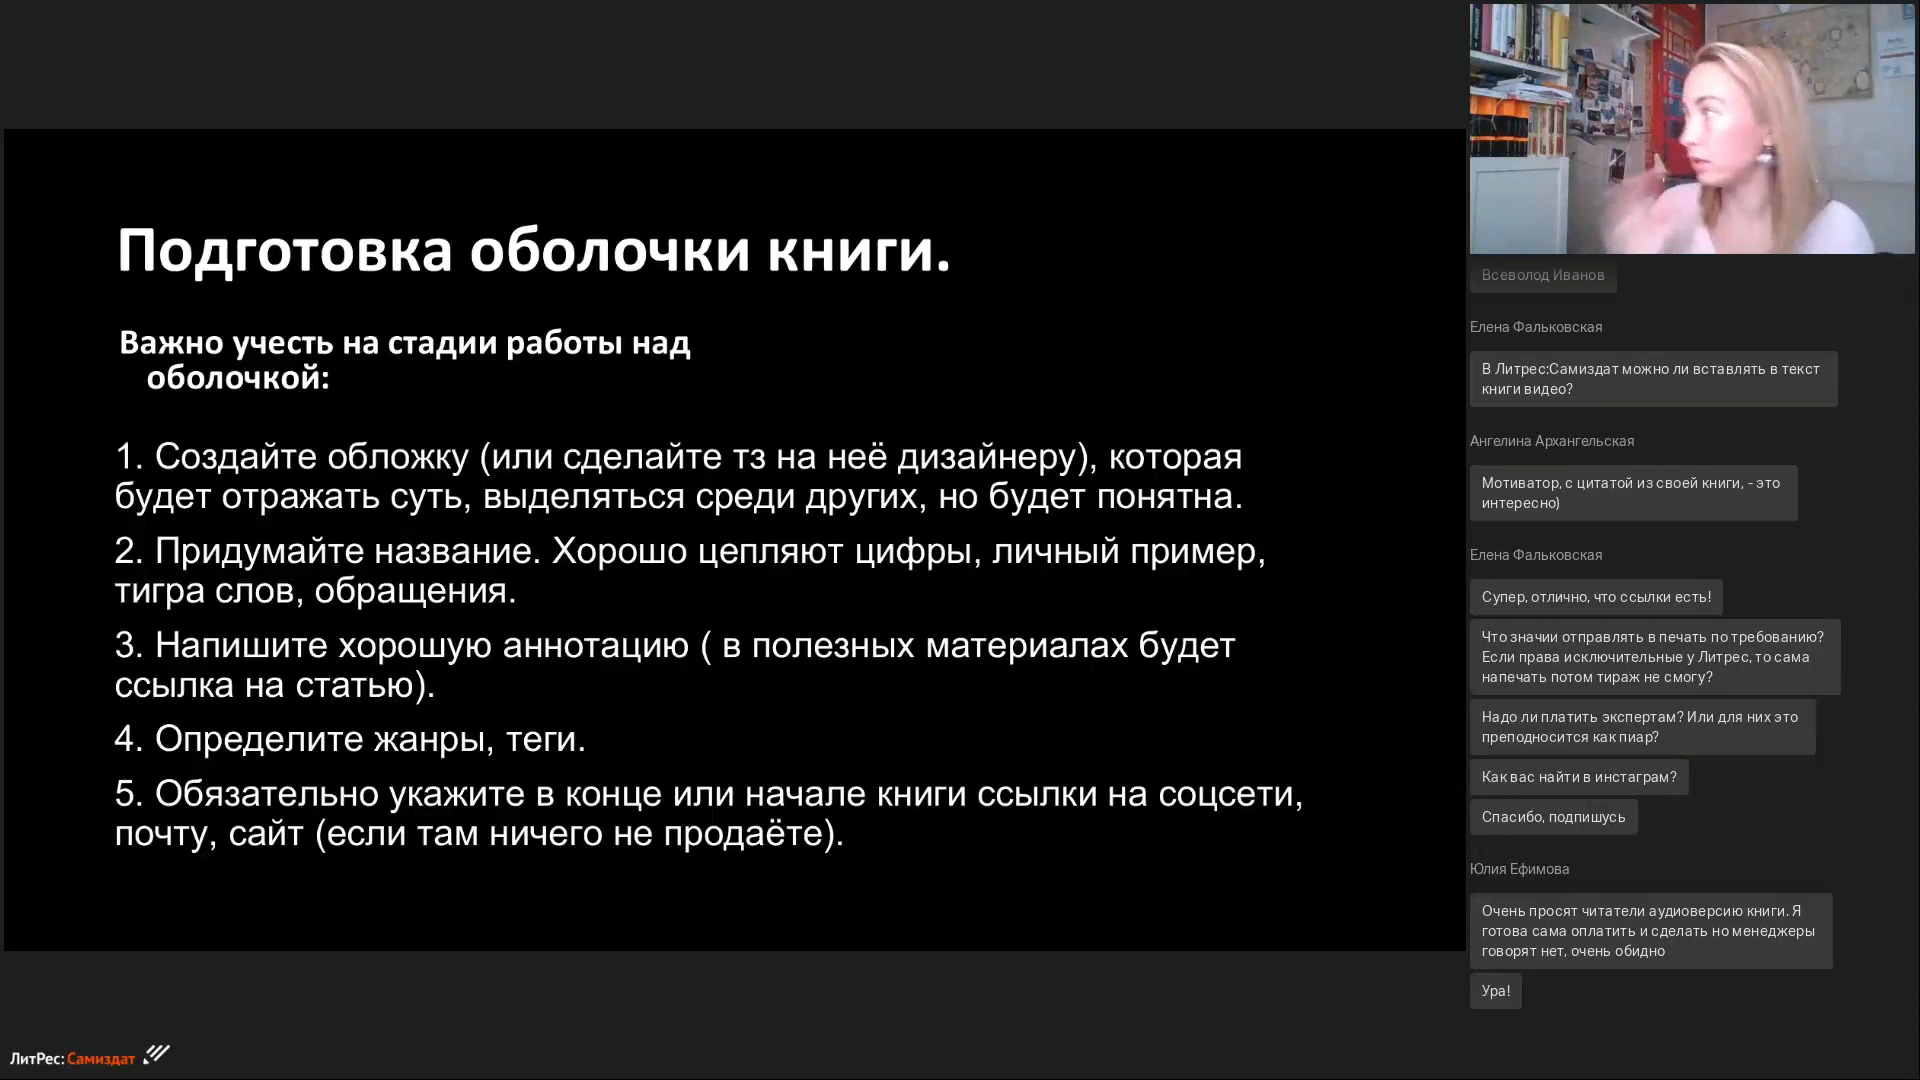 Подготовка оболочки книги.
Важно учесть на стадии работы над
оболочкой:
1. Создайте обложку (или сделайте тз на неё дизайнеру), которая
будет отражать суть, выделяться среди других, но будет понятна.
2. Придумайте название. Хорошо цепляют цифры, личный пример,
тигра слов, обращения.
3. Напишите хорошую аннотацию ( в полезных материалах будет
ссылка на статью).
4. Определите жанры, теги.
5. Обязательно укажите в конце или начале книги ссылки на соцсети,
почту, сайт (если там ничего не продаёте).
ЛитРес: Самиздат
Всеволод Иванов
Елена Фальковская
В Литрес:Самиздат можно ли вставлять в текст
книги видео?
Ангелина Архангельская
Мотиватор, с цитатой из своей книги, - это
интересно)
Елена Фальковская
Супер, отлично, что ссылки есть!
Что значии отправлять в печать по требованию?
Если права исключительные у Литрес, то сама
напечать потом тираж не смогу?
Надо ли платить экспертам? Или для них это
преподносится как пиар?
Как вас найти в инстаграм?
Спасибо, подпишусь
Юлия Ефимова
Очень просят читатели аудиоверсию книги. Я
готова сама оплатить и сделать но менеджеры
говорят нет, очень обидно
Ура!